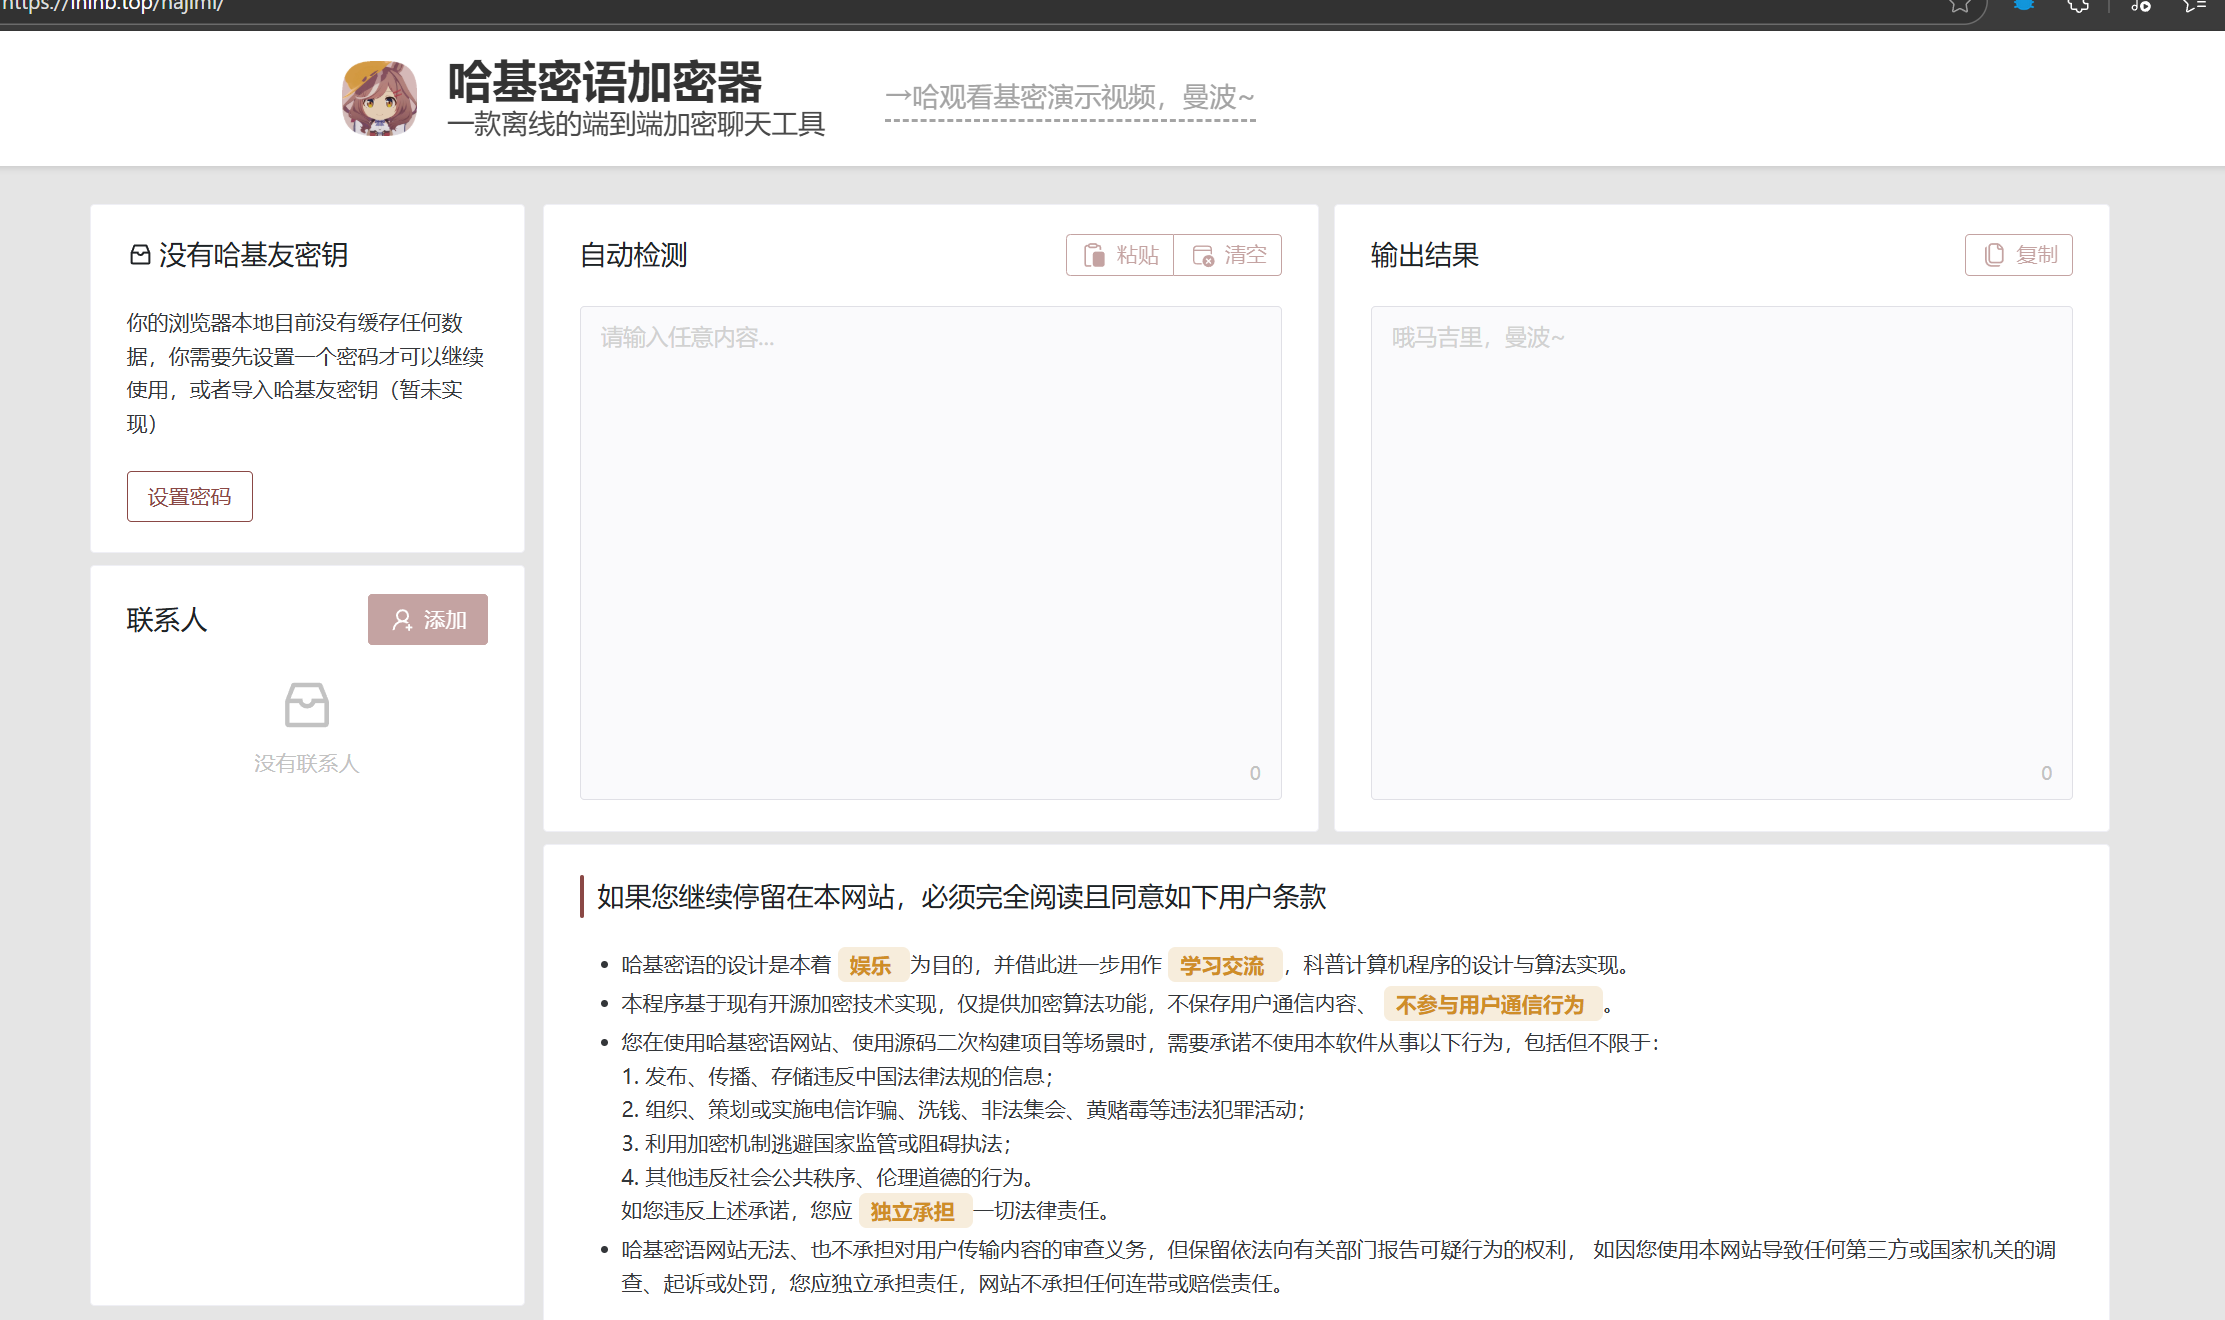 哈基密语加密器
一款离线的端到端加密聊天工具
→哈观看基密演示视频，曼波~
没有哈基友密钥
你的浏览器本地目前没有缓存任何数
据，你需要先设置一个密码才可以继续
使用，或者导入哈基友密钥（暂未实
现）
设置密码
联系人
添加
没有联系人
自动检测
粘贴
清空
请输入任意内容...
0
输出结果
复制
哦马吉里，曼波~
0
如果您继续停留在本网站，必须完全阅读且同意如下用户条款
• 哈基密语的设计是本着 娱乐 为目的，并借此进一步用作 学习交流 ，科普计算机程序的设计与算法实现。
• 本程序基于现有开源加密技术实现，仅提供加密算法功能，不保存用户通信内容、 不参与用户通信行为 。
• 您在使用哈基密语网站、使用源码二次构建项目等场景时，需要承诺不使用本软件从事以下行为，包括但不限于：
1. 发布、传播、存储违反中国法律法规的信息；
2. 组织、策划或实施电信诈骗、洗钱、非法集会、黄赌毒等违法犯罪活动；
3. 利用加密机制逃避国家监管或阻碍执法；
4. 其他违反社会公共秩序、伦理道德的行为。
如您违反上述承诺，您应 独立承担 一切法律责任。
• 哈基密语网站无法、也不承担对用户传输内容的审查义务，但保留依法向有关部门报告可疑行为的权利， 如因您使用本网站导致任何第三方或国家机关的调
查、起诉或处罚，您应独立承担责任，网站不承担任何连带或赔偿责任。